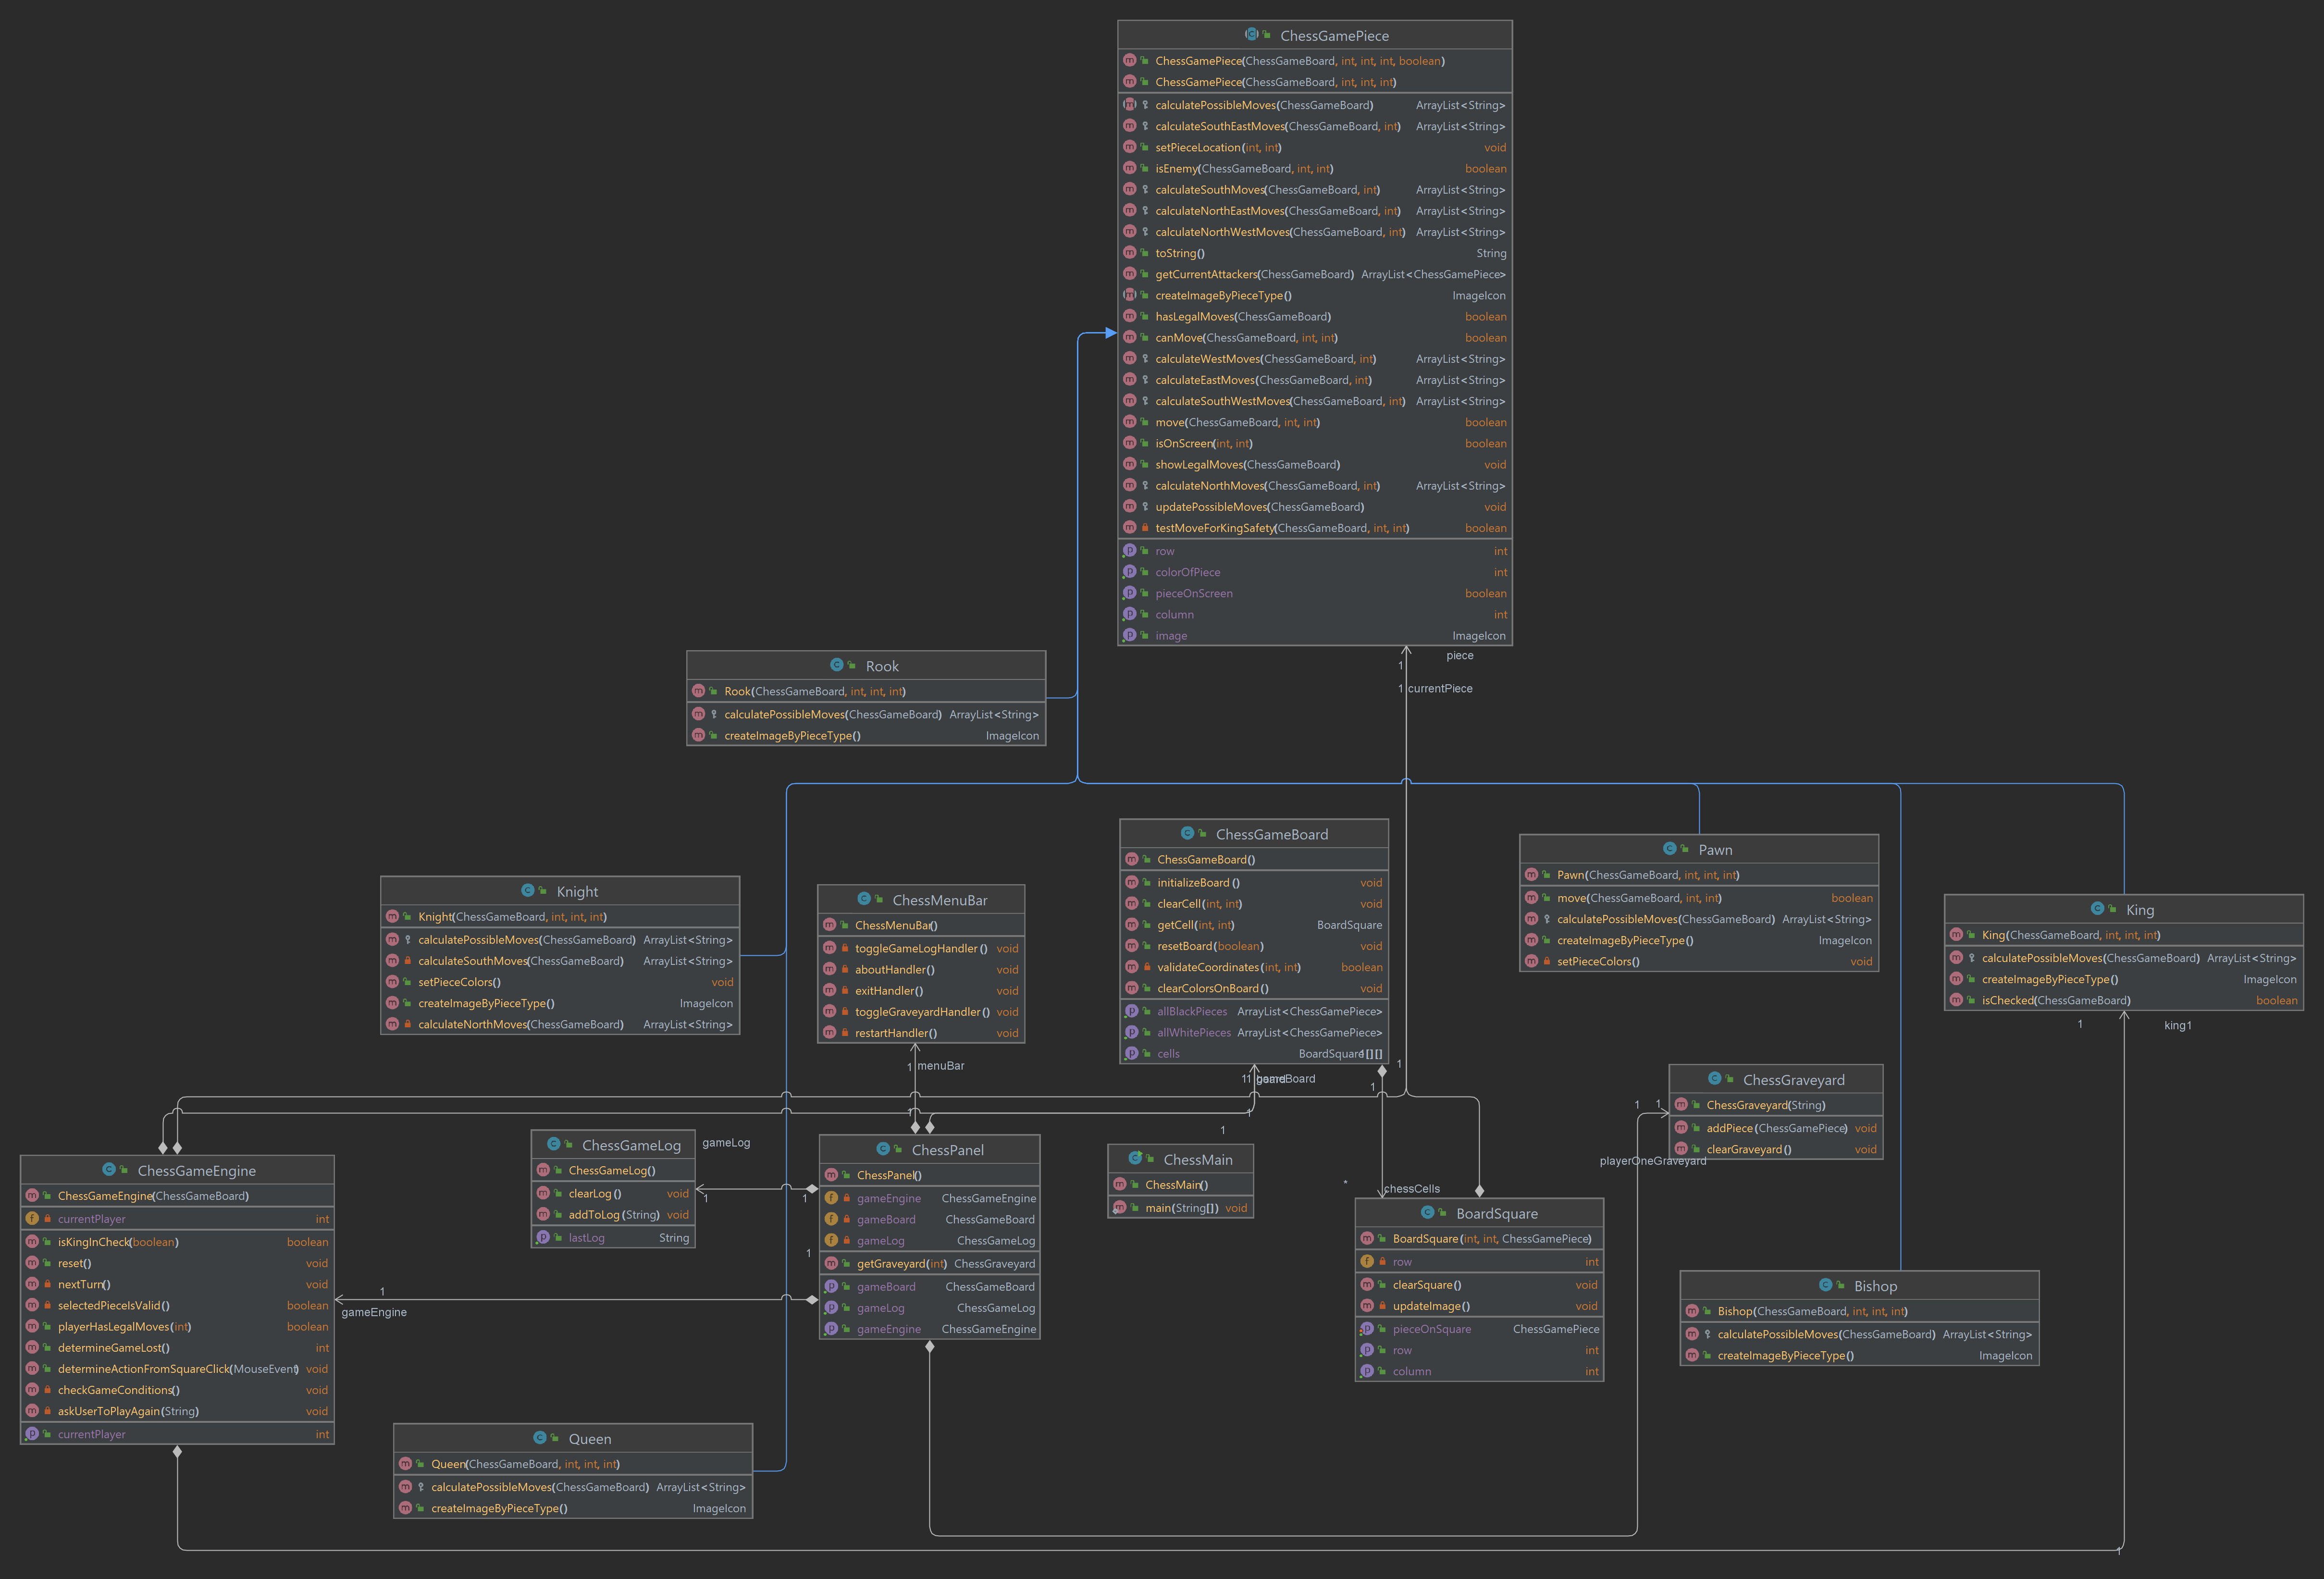 ChessGamePiece
ChessGamePiece(ChessGameBoard, int, int, int, boolean)
ChessGamePiece(ChessGameBoard, int, int, int)
calculatePossibleMoves(ChessGameBoard) ArrayList<String>
calculateSouthEastMoves(ChessGameBoard, int) ArrayList<String>
setPieceLocation(int, int) void
isEnemy(ChessGameBoard, int, int) boolean
calculateSouthMoves(ChessGameBoard, int) ArrayList<String>
calculateNorthEastMoves(ChessGameBoard, int) ArrayList<String>
calculateNorthWestMoves(ChessGameBoard, int) ArrayList<String>
toString() String
getCurrentAttackers(ChessGameBoard) ArrayList<ChessGamePiece>
createImageByPieceType() ImageIcon
hasLegalMoves(ChessGameBoard) boolean
canMove(ChessGameBoard, int, int) boolean
calculateWestMoves(ChessGameBoard, int) ArrayList<String>
calculateEastMoves(ChessGameBoard, int) ArrayList<String>
calculateSouthWestMoves(ChessGameBoard, int) ArrayList<String>
move(ChessGameBoard, int, int) boolean
isOnScreen(int, int) boolean
showLegalMoves(ChessGameBoard) void
calculateNorthMoves(ChessGameBoard, int) ArrayList<String>
updatePossibleMoves(ChessGameBoard) void
testMoveForKingSafety(ChessGameBoard, int, int) boolean
row int
colorOfPiece int
pieceOnScreen boolean
column int
image ImageIcon
piece
1
1 currentPiece
Rook
Rook(ChessGameBoard, int, int, int)
calculatePossibleMoves(ChessGameBoard) ArrayList<String>
createImageByPieceType() ImageIcon
Knight
Knight(ChessGameBoard, int, int, int)
calculatePossibleMoves(ChessGameBoard) ArrayList<String>
calculateSouthMoves(ChessGameBoard) ArrayList<String>
setPieceColors() void
createImageByPieceType() ImageIcon
calculateNorthMoves(ChessGameBoard) ArrayList<String>
ChessMenuBar
ChessMenuBar()
toggleGameLogHandler() void
aboutHandler() void
exitHandler() void
toggleGraveyardHandler() void
restartHandler() void
1 menuBar
1
ChessGameBoard
ChessGameBoard()
initializeBoard() void
clearCell(int, int) void
getCell(int, int) BoardSquare
resetBoard(boolean) void
validateCoordinates(int, int) boolean
clearColorsOnBoard() void
allBlackPieces ArrayList<ChessGamePiece>
allWhitePieces ArrayList<ChessGamePiece>
cells BoardSquare[][]
1
1
1
1 gameBoard
1
1
Pawn
Pawn(ChessGameBoard, int, int, int)
move(ChessGameBoard, int, int) boolean
calculatePossibleMoves(ChessGameBoard) ArrayList<String>
createImageByPieceType() ImageIcon
setPieceColors() void
King
King(ChessGameBoard, int, int, int)
calculatePossibleMoves(ChessGameBoard) ArrayList<String>
createImageByPieceType() ImageIcon
isChecked(ChessGameBoard) boolean
1 king1
ChessGraveyard
ChessGraveyard(String)
addPiece(ChessGamePiece) void
clearGraveyard() void
1 1
playerOneGraveyard
ChessGameEngine
ChessGameEngine(ChessGameBoard)
currentPlayer int
isKingInCheck(boolean) boolean
reset() void
nextTurn() void
selectedPieceIsValid() boolean
playerHasLegalMoves(int) boolean
determineGameLost() int
determineActionFromSquareClick(MouseEvent) void
checkGameConditions() void
askUserToPlayAgain(String) void
currentPlayer int
1
gameEngine
ChessGameLog
ChessGameLog()
clearLog() void
addToLog(String) void
lastLog String
gameLog
1 1
1
ChessPanel
ChessPanel()
gameEngine ChessGameEngine
gameBoard ChessGameBoard
gameLog ChessGameLog
getGraveyard(int) ChessGraveyard
gameBoard ChessGameBoard
gameLog ChessGameLog
gameEngine ChessGameEngine
ChessMain
ChessMain()
main(String[]) void
* chessCells
BoardSquare
BoardSquare(int, int, ChessGamePiece)
row int
clearSquare() void
updateImage() void
pieceOnSquare ChessGamePiece
row int
column int
Bishop
Bishop(ChessGameBoard, int, int, int)
calculatePossibleMoves(ChessGameBoard) ArrayList<String>
createImageByPieceType() ImageIcon
Queen
Queen(ChessGameBoard, int, int, int)
calculatePossibleMoves(ChessGameBoard) ArrayList<String>
createImageByPieceType() ImageIcon
1